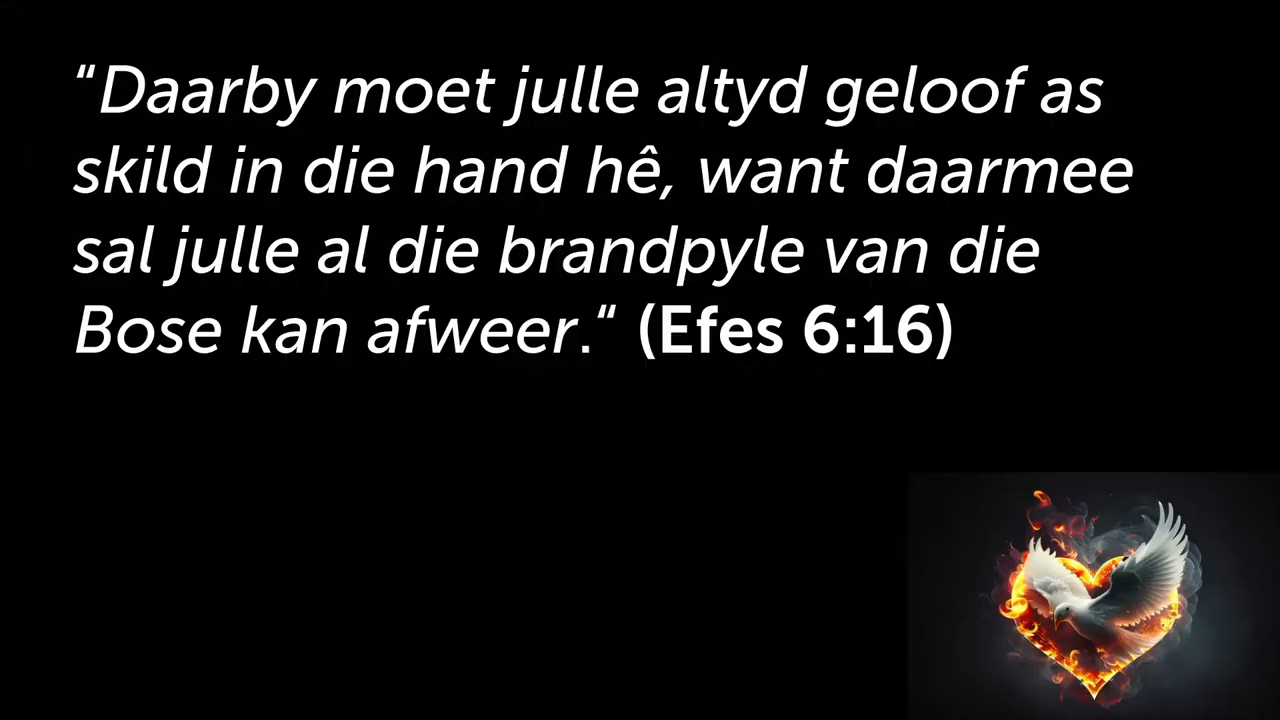 “Daarby moet julle altyd geloof as
skild in die hand hê, want daarmee
sal julle al die brandpyle van die
Bose kan afweer.“ (Efes 6:16)